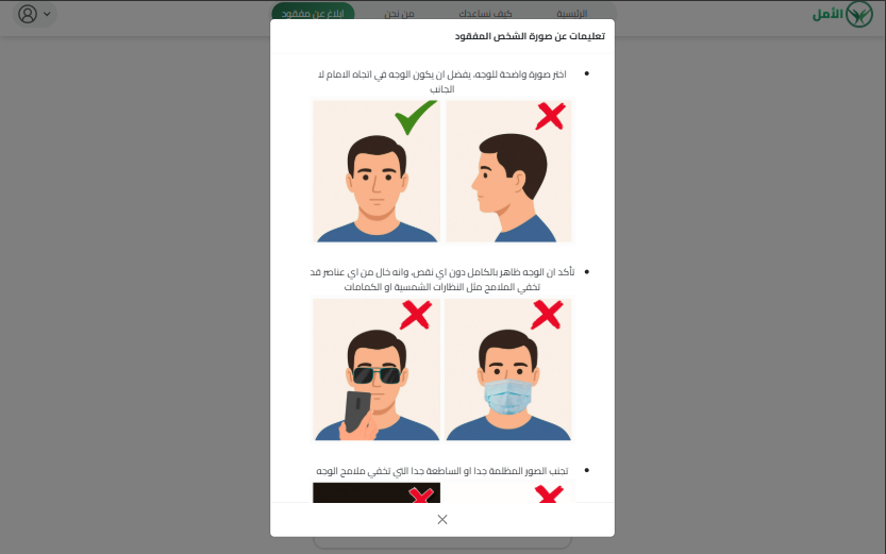 الأمل
الرئيسية
كيف نساعدك
من نحن
ابلاغ عن مفقود
تعليمات عن صورة الشخص المفقود
اختر صورة واضحة للوجه، يفضل ان يكون الوجه في اتجاه الامام لا
الجانب
تأكد ان الوجه ظاهر بالكامل دون اي نقص، وانه خال من اي عناصر قد
تخفي الملامح مثل النظارات الشمسية او الكمامات
تجنب الصور المظلمة جدا او الساطعة جدا التي تخفي ملامح الوجه